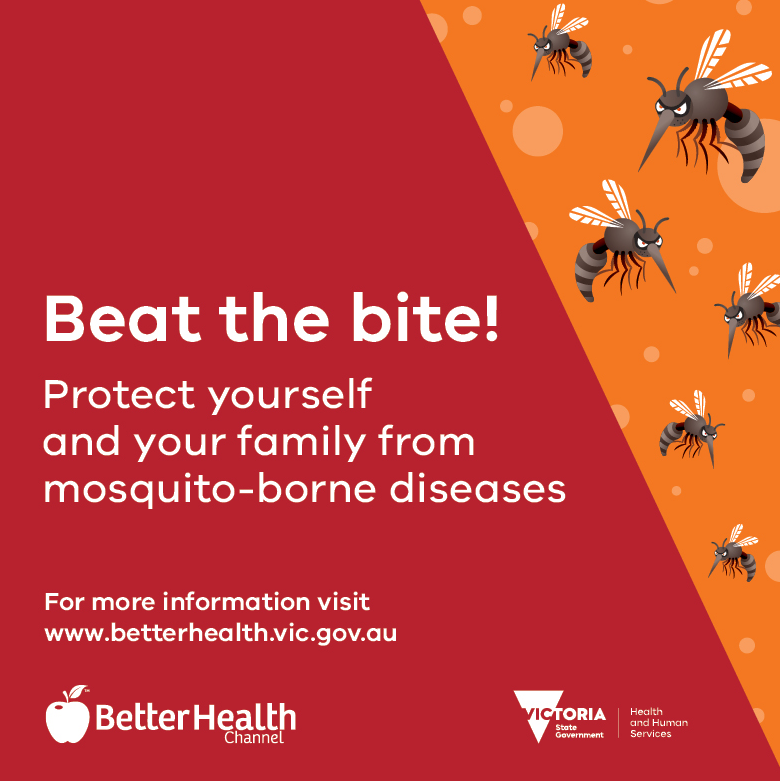 Beat the bite!
Protect yourself
and your family from
mosquito-borne diseases
For more information visit
www.betterhealth.vic.gov.au
BetterHealth
Channel
VICTORIA
State
Government
Health
and Human
Services